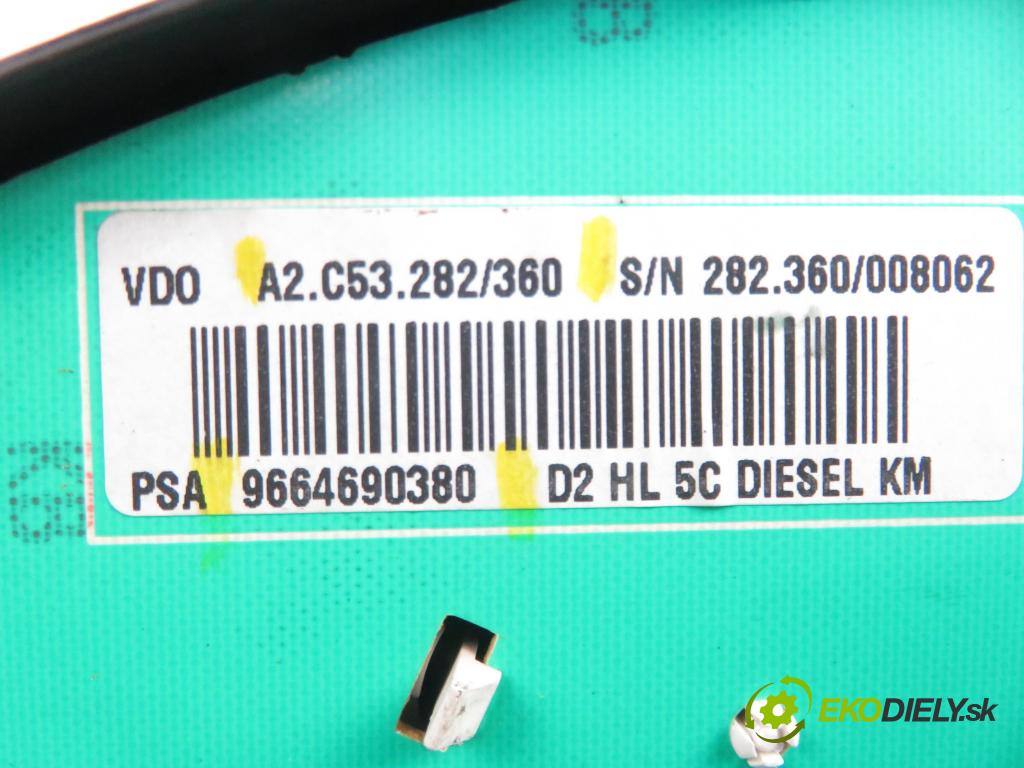 VDO A2.C53.282/360 S/N 282.360/008062
PSA 9664690380 D2 HL 5C DIESEL KM
EKODIELY.sk